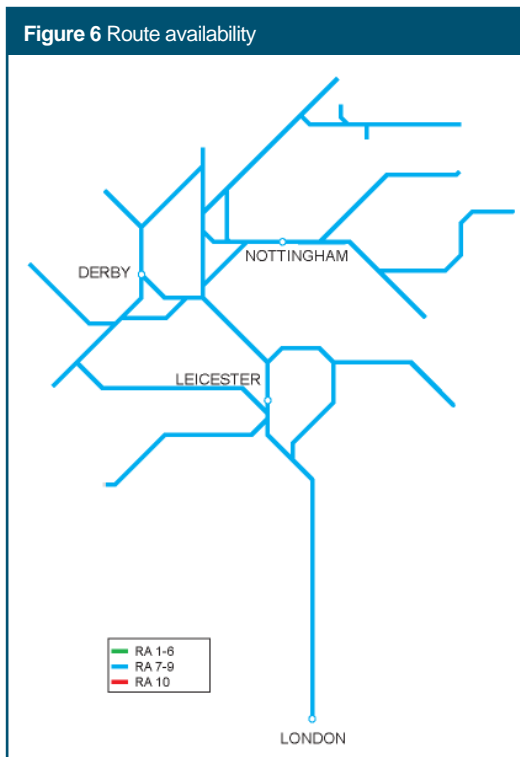 Figure 6 Route availability
NOTTINGHAM
DERBY
LEICESTER
RA 1-6
RA 7-9
RA 10
LONDON